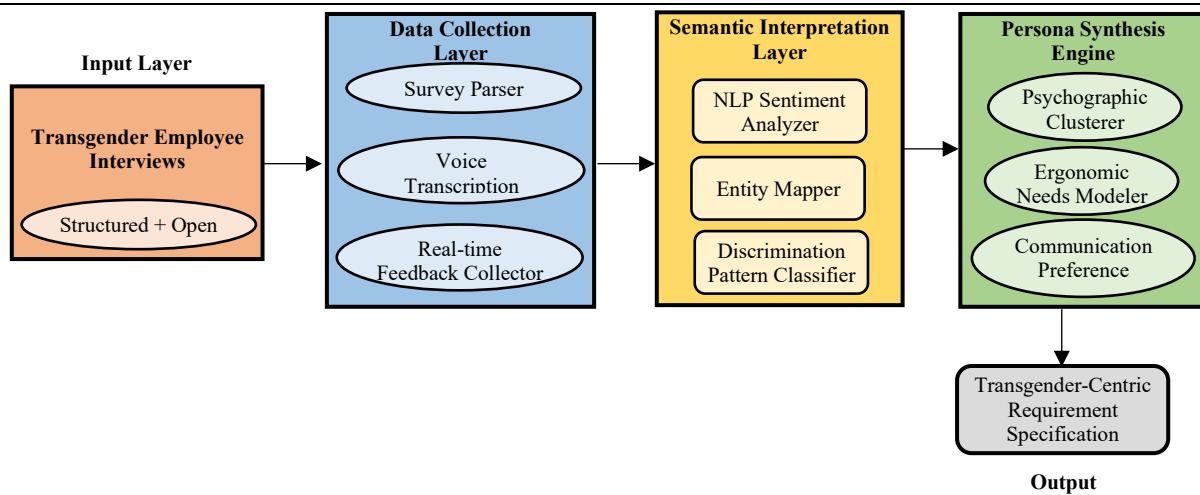 Input Layer
Transgender Employee
Interviews
Structured + Open
Data Collection
Layer
Survey Parser
Voice
Transcription
Real-time
Feedback Collector
Semantic Interpretation
Layer
NLP Sentiment
Analyzer
Entity Mapper
Discrimination
Pattern Classifier
Persona Synthesis
Engine
Psychographic
Clusterer
Ergonomic
Needs Modeler
Communication
Preference
Transgender-Centric
Requirement
Specification
Output